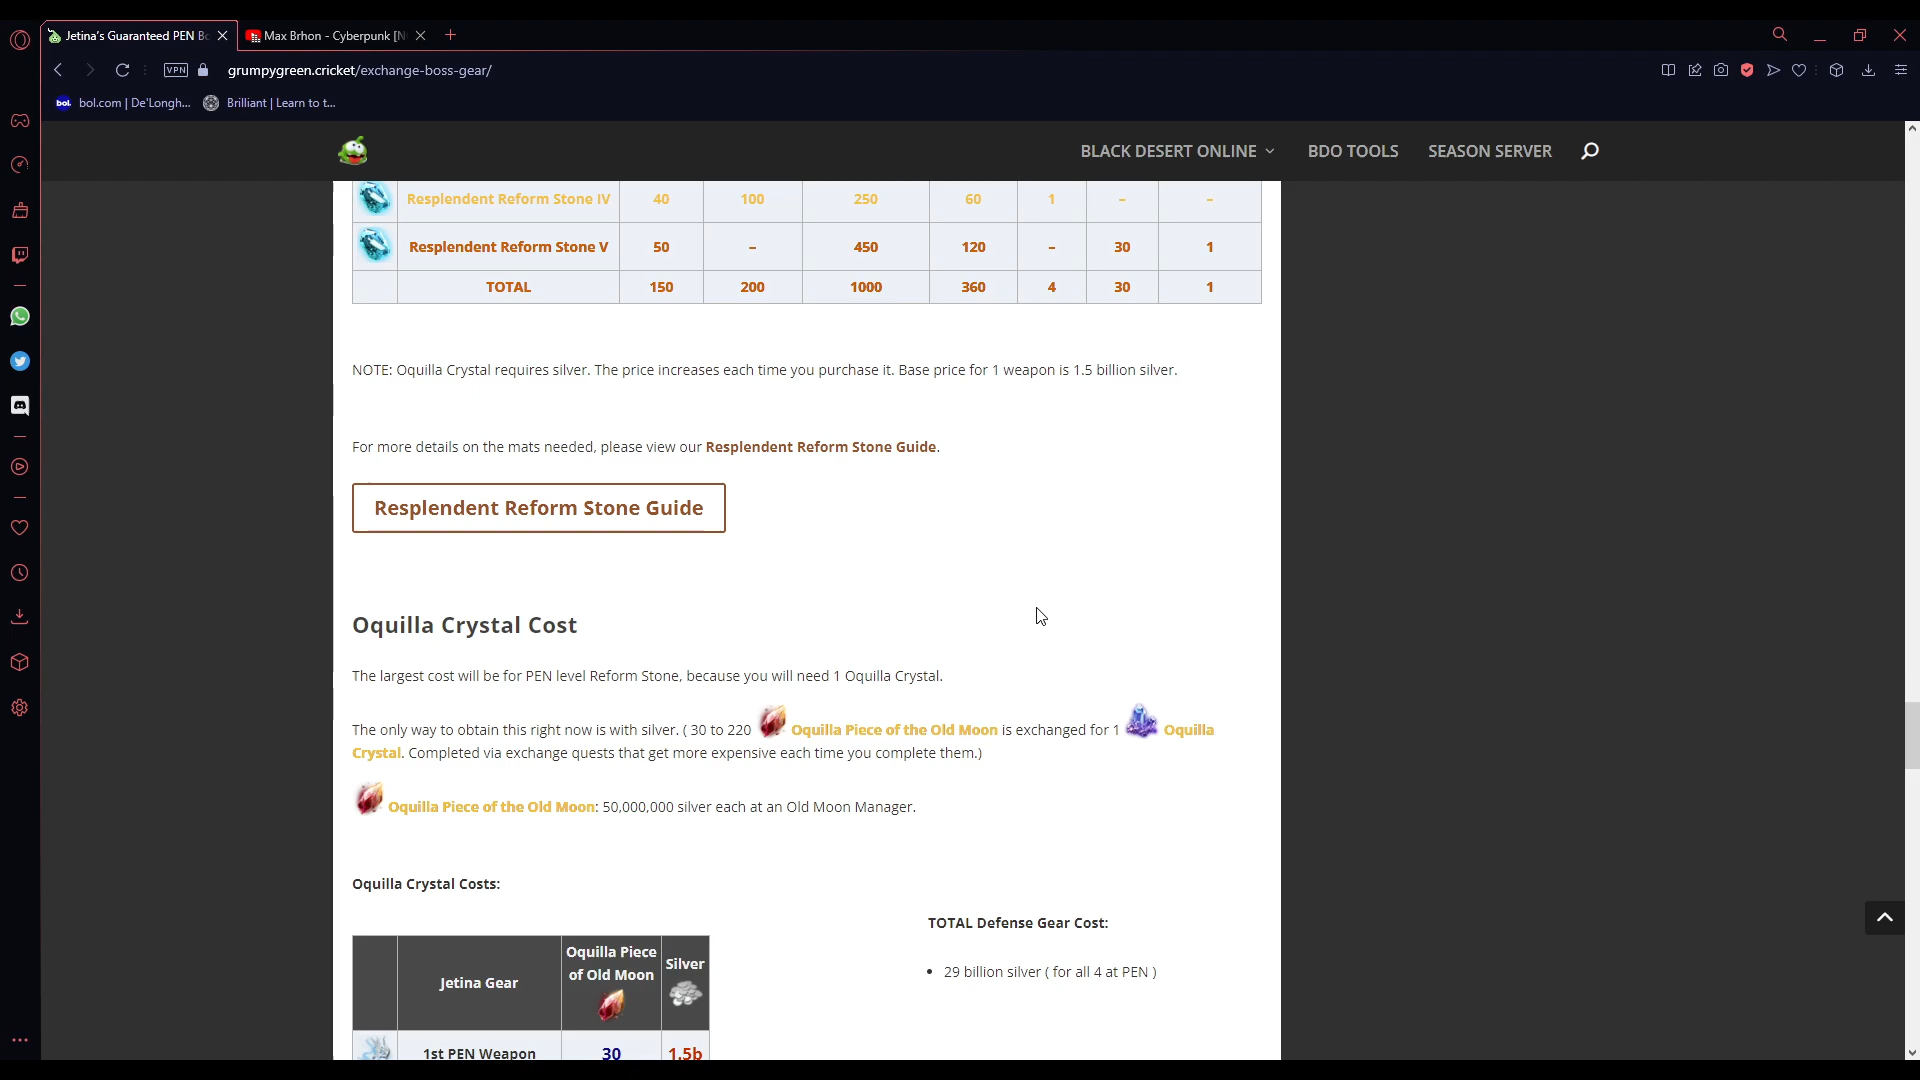 Jetina's Guaranteed PEN Bo
Max Brhon - Cyberpunk [N
VPN
grumpygreen.cricket/exchange-boss-gear/
bol. bol.com | De'Longh...
Brilliant | Learn to t...
BLACK DESERT ONLINE
BDO TOOLS
SEASON SERVER
Resplendent Reform Stone IV 40 100 250 60 1 – –
Resplendent Reform Stone V 50 – 450 120 – 30 1
TOTAL 150 200 1000 360 4 30 1
NOTE: Oquilla Crystal requires silver. The price increases each time you purchase it. Base price for 1 weapon is 1.5 billion silver.
For more details on the mats needed, please view our Resplendent Reform Stone Guide.
Resplendent Reform Stone Guide
Oquilla Crystal Cost
The largest cost will be for PEN level Reform Stone, because you will need 1 Oquilla Crystal.
The only way to obtain this right now is with silver. ( 30 to 220 Oquilla Piece of the Old Moon is exchanged for 1 Oquilla
Crystal. Completed via exchange quests that get more expensive each time you complete them.)
Oquilla Piece of the Old Moon: 50,000,000 silver each at an Old Moon Manager.
Oquilla Crystal Costs:
TOTAL Defense Gear Cost:
• 29 billion silver ( for all 4 at PEN )
Jetina Gear
Oquilla Piece
of Old Moon
Silver
1st PEN Weapon 30 1.5b